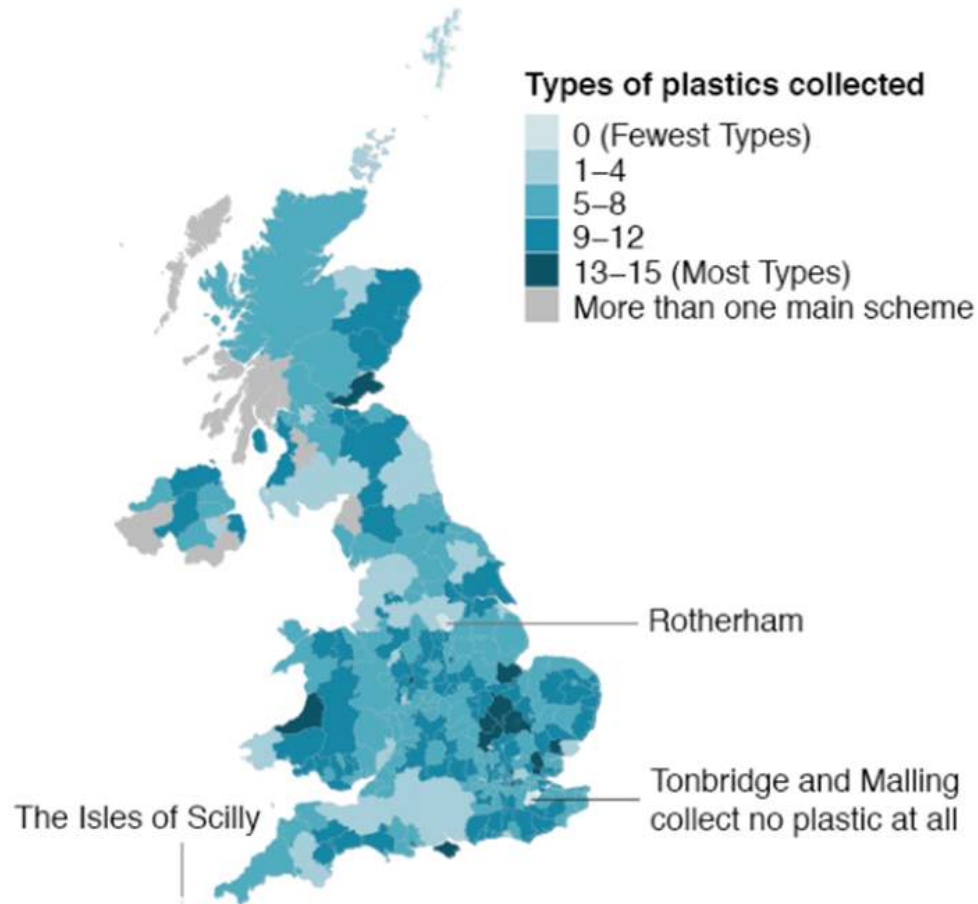 Types of plastics collected
0 (Fewest Types)
1–4
5–8
9–12
13–15 (Most Types)
More than one main scheme
Rotherham
Tonbridge and Malling
collect no plastic at all
The Isles of Scilly